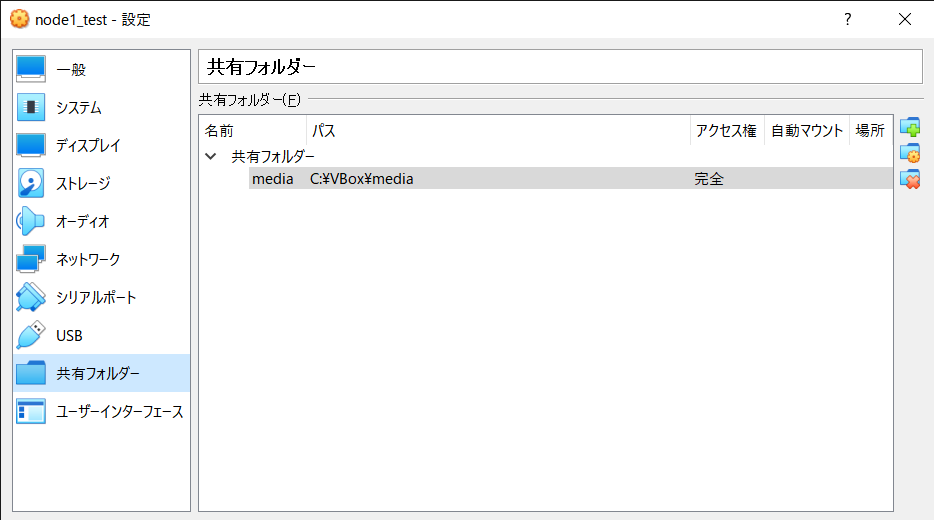 node1_test - 設定
?
一般
システム
ディスプレイ
ストレージ
オーディオ
ネットワーク
シリアルポート
USB
共有フォルダー
ユーザーインターフェース
共有フォルダー
共有フォルダー(F)
名前 パス アクセス権 自動マウント 場所
共有フォルダー
media C:¥VBox¥media 完全